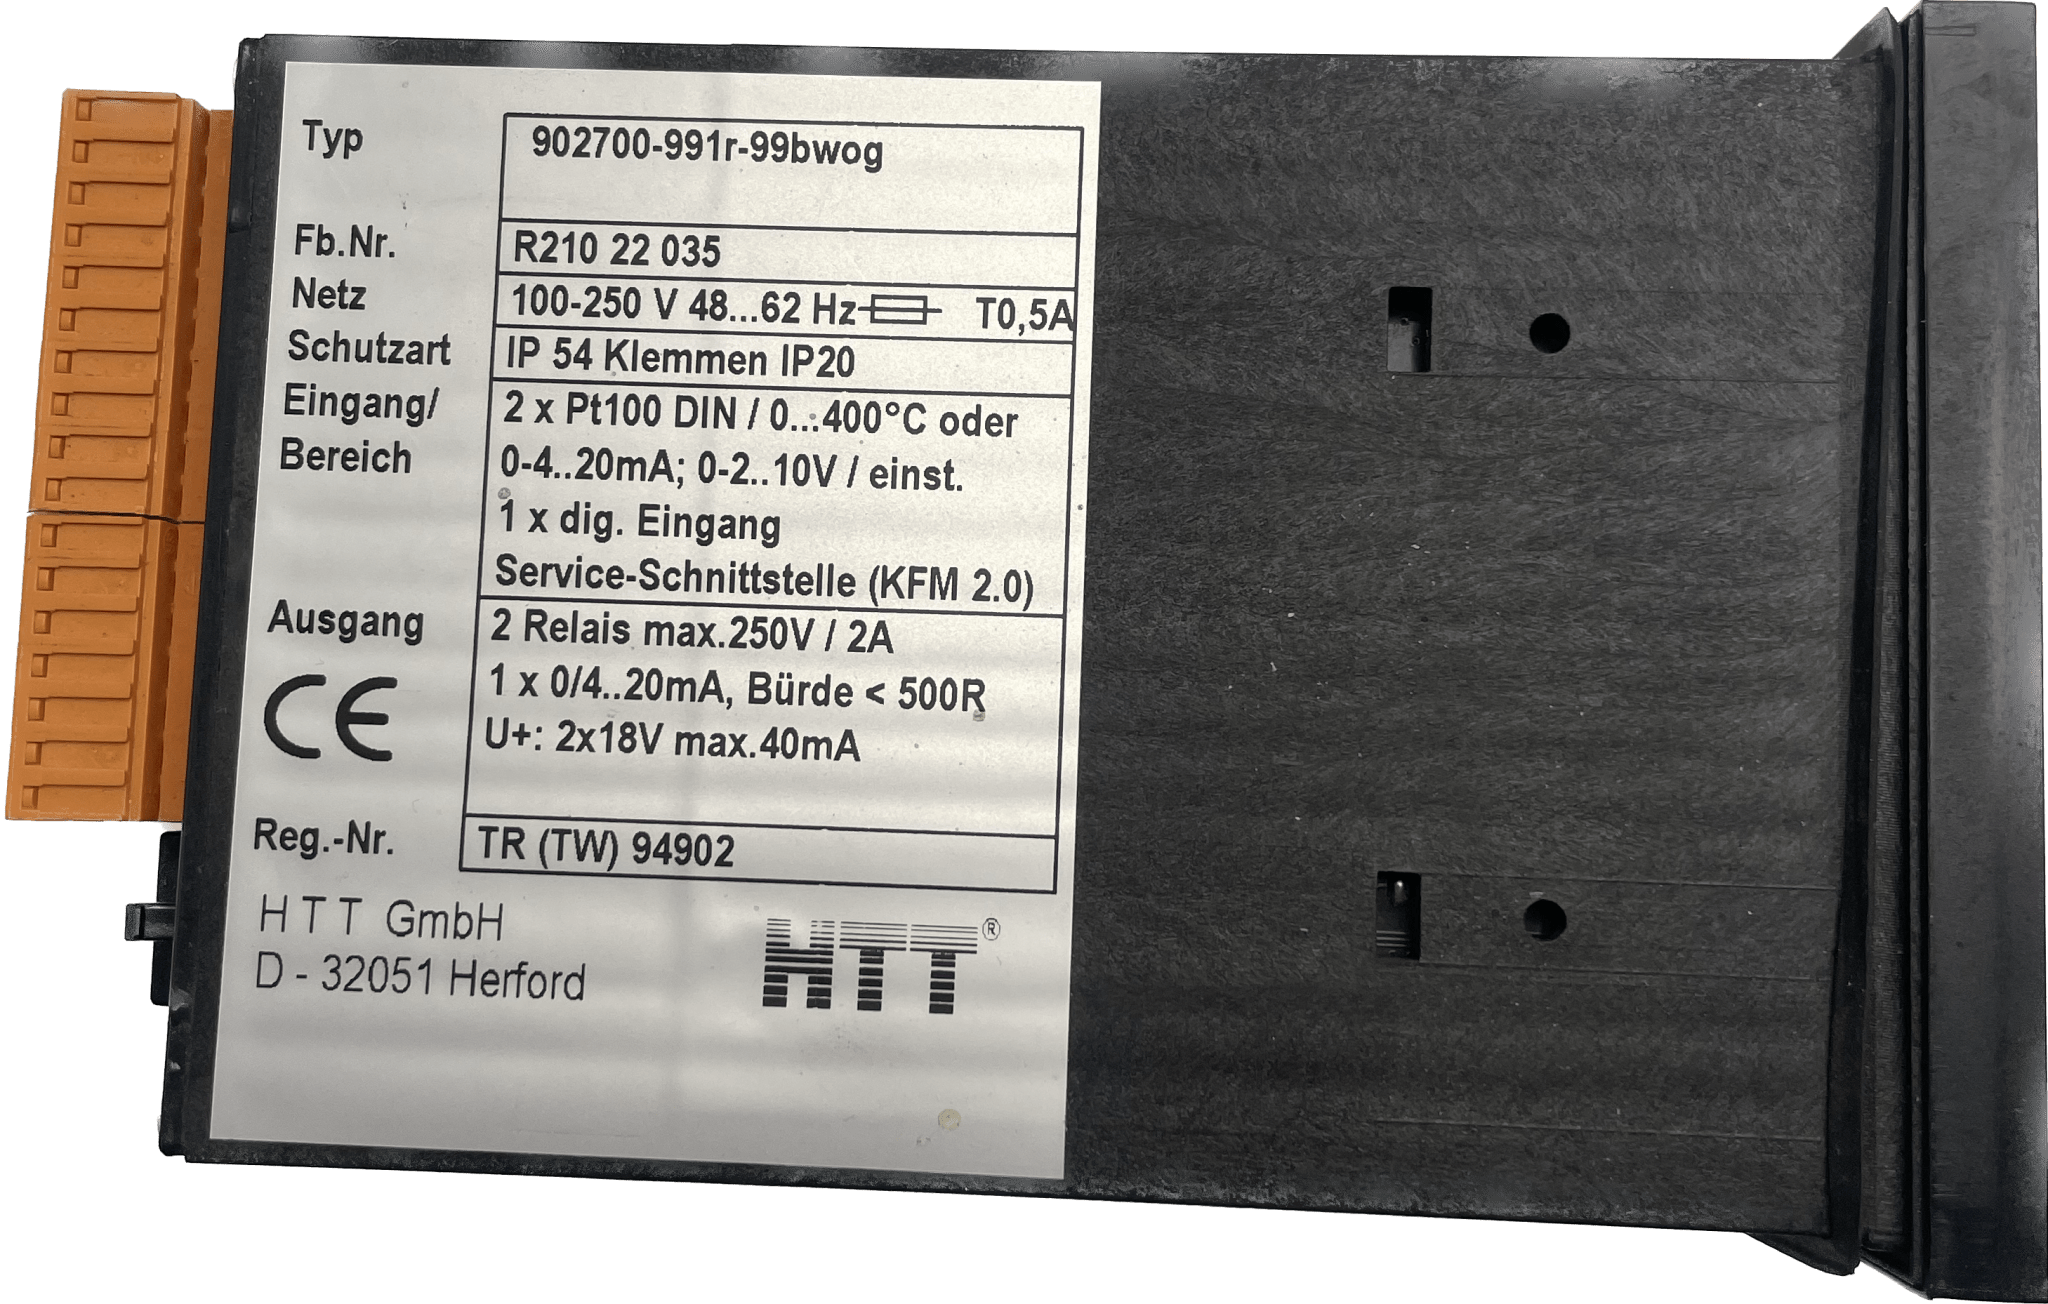 Typ 902700-991r-99bwog
Fb.Nr. R210 22 035
Netz 100-250 V 48...62 Hz T0,5A
Schutzart IP 54 Klemmen IP20
Eingang/ 2 x Pt100 DIN / 0...400°C oder
Bereich 0-4..20mA; 0-2..10V / einst.
1 x dig. Eingang
Service-Schnittstelle (KFM 2.0)
Ausgang 2 Relais max.250V / 2A
1 x 0/4..20mA, Bürde < 500R
CE U+: 2x18V max.40mA
Reg.-Nr. TR (TW) 94902
HTT GmbH
D - 32051 Herford
HTT®